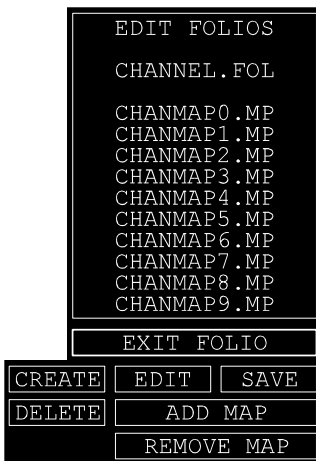 EDIT FOLIOS
CHANNEL.FOL
CHANMAP0.MP
CHANMAP1.MP
CHANMAP2.MP
CHANMAP3.MP
CHANMAP4.MP
CHANMAP5.MP
CHANMAP6.MP
CHANMAP7.MP
CHANMAP8.MP
CHANMAP9.MP
EXIT FOLIO
CREATE EDIT SAVE
DELETE ADD MAP
REMOVE MAP